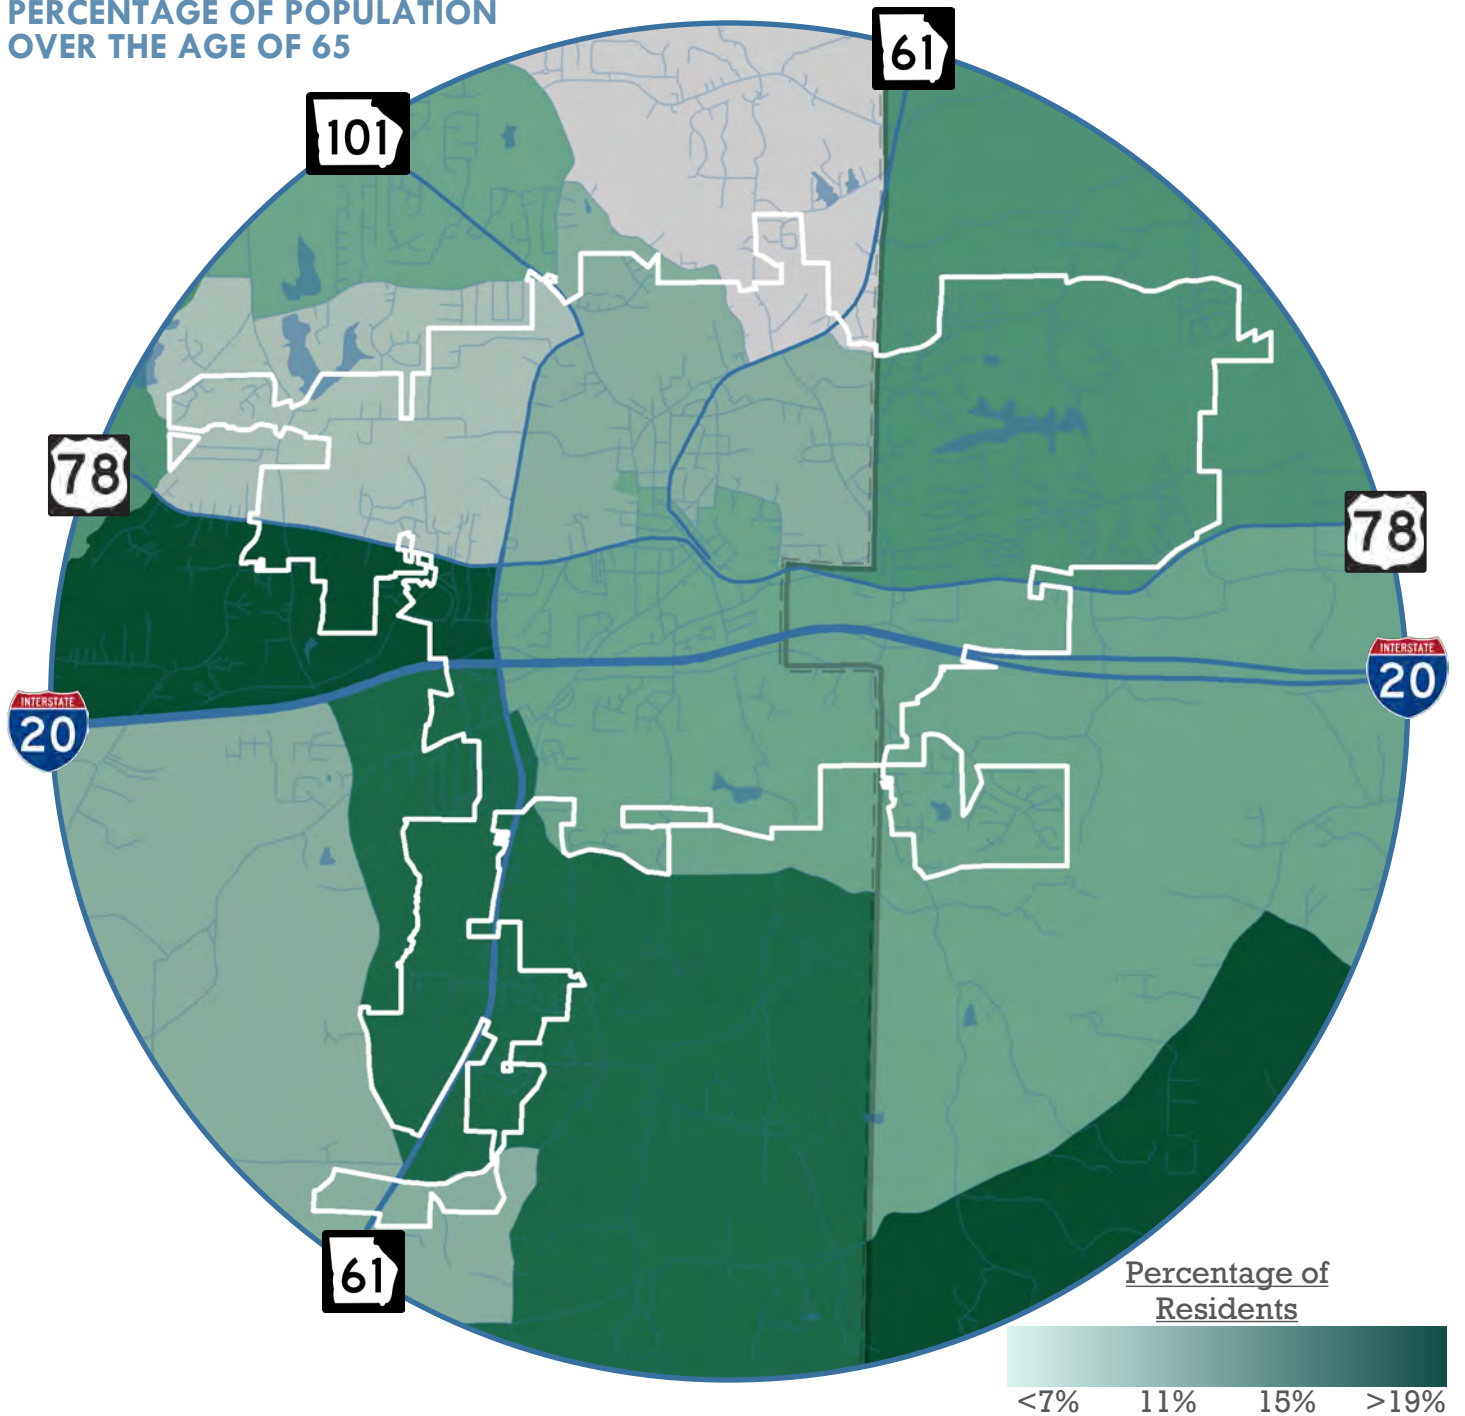 PERCENTAGE OF POPULATION
OVER THE AGE OF 65
61
101
78
78
INTERSTATE
20
INTERSTATE
20
61
Percentage of
Residents
<7% 11% 15% >19%